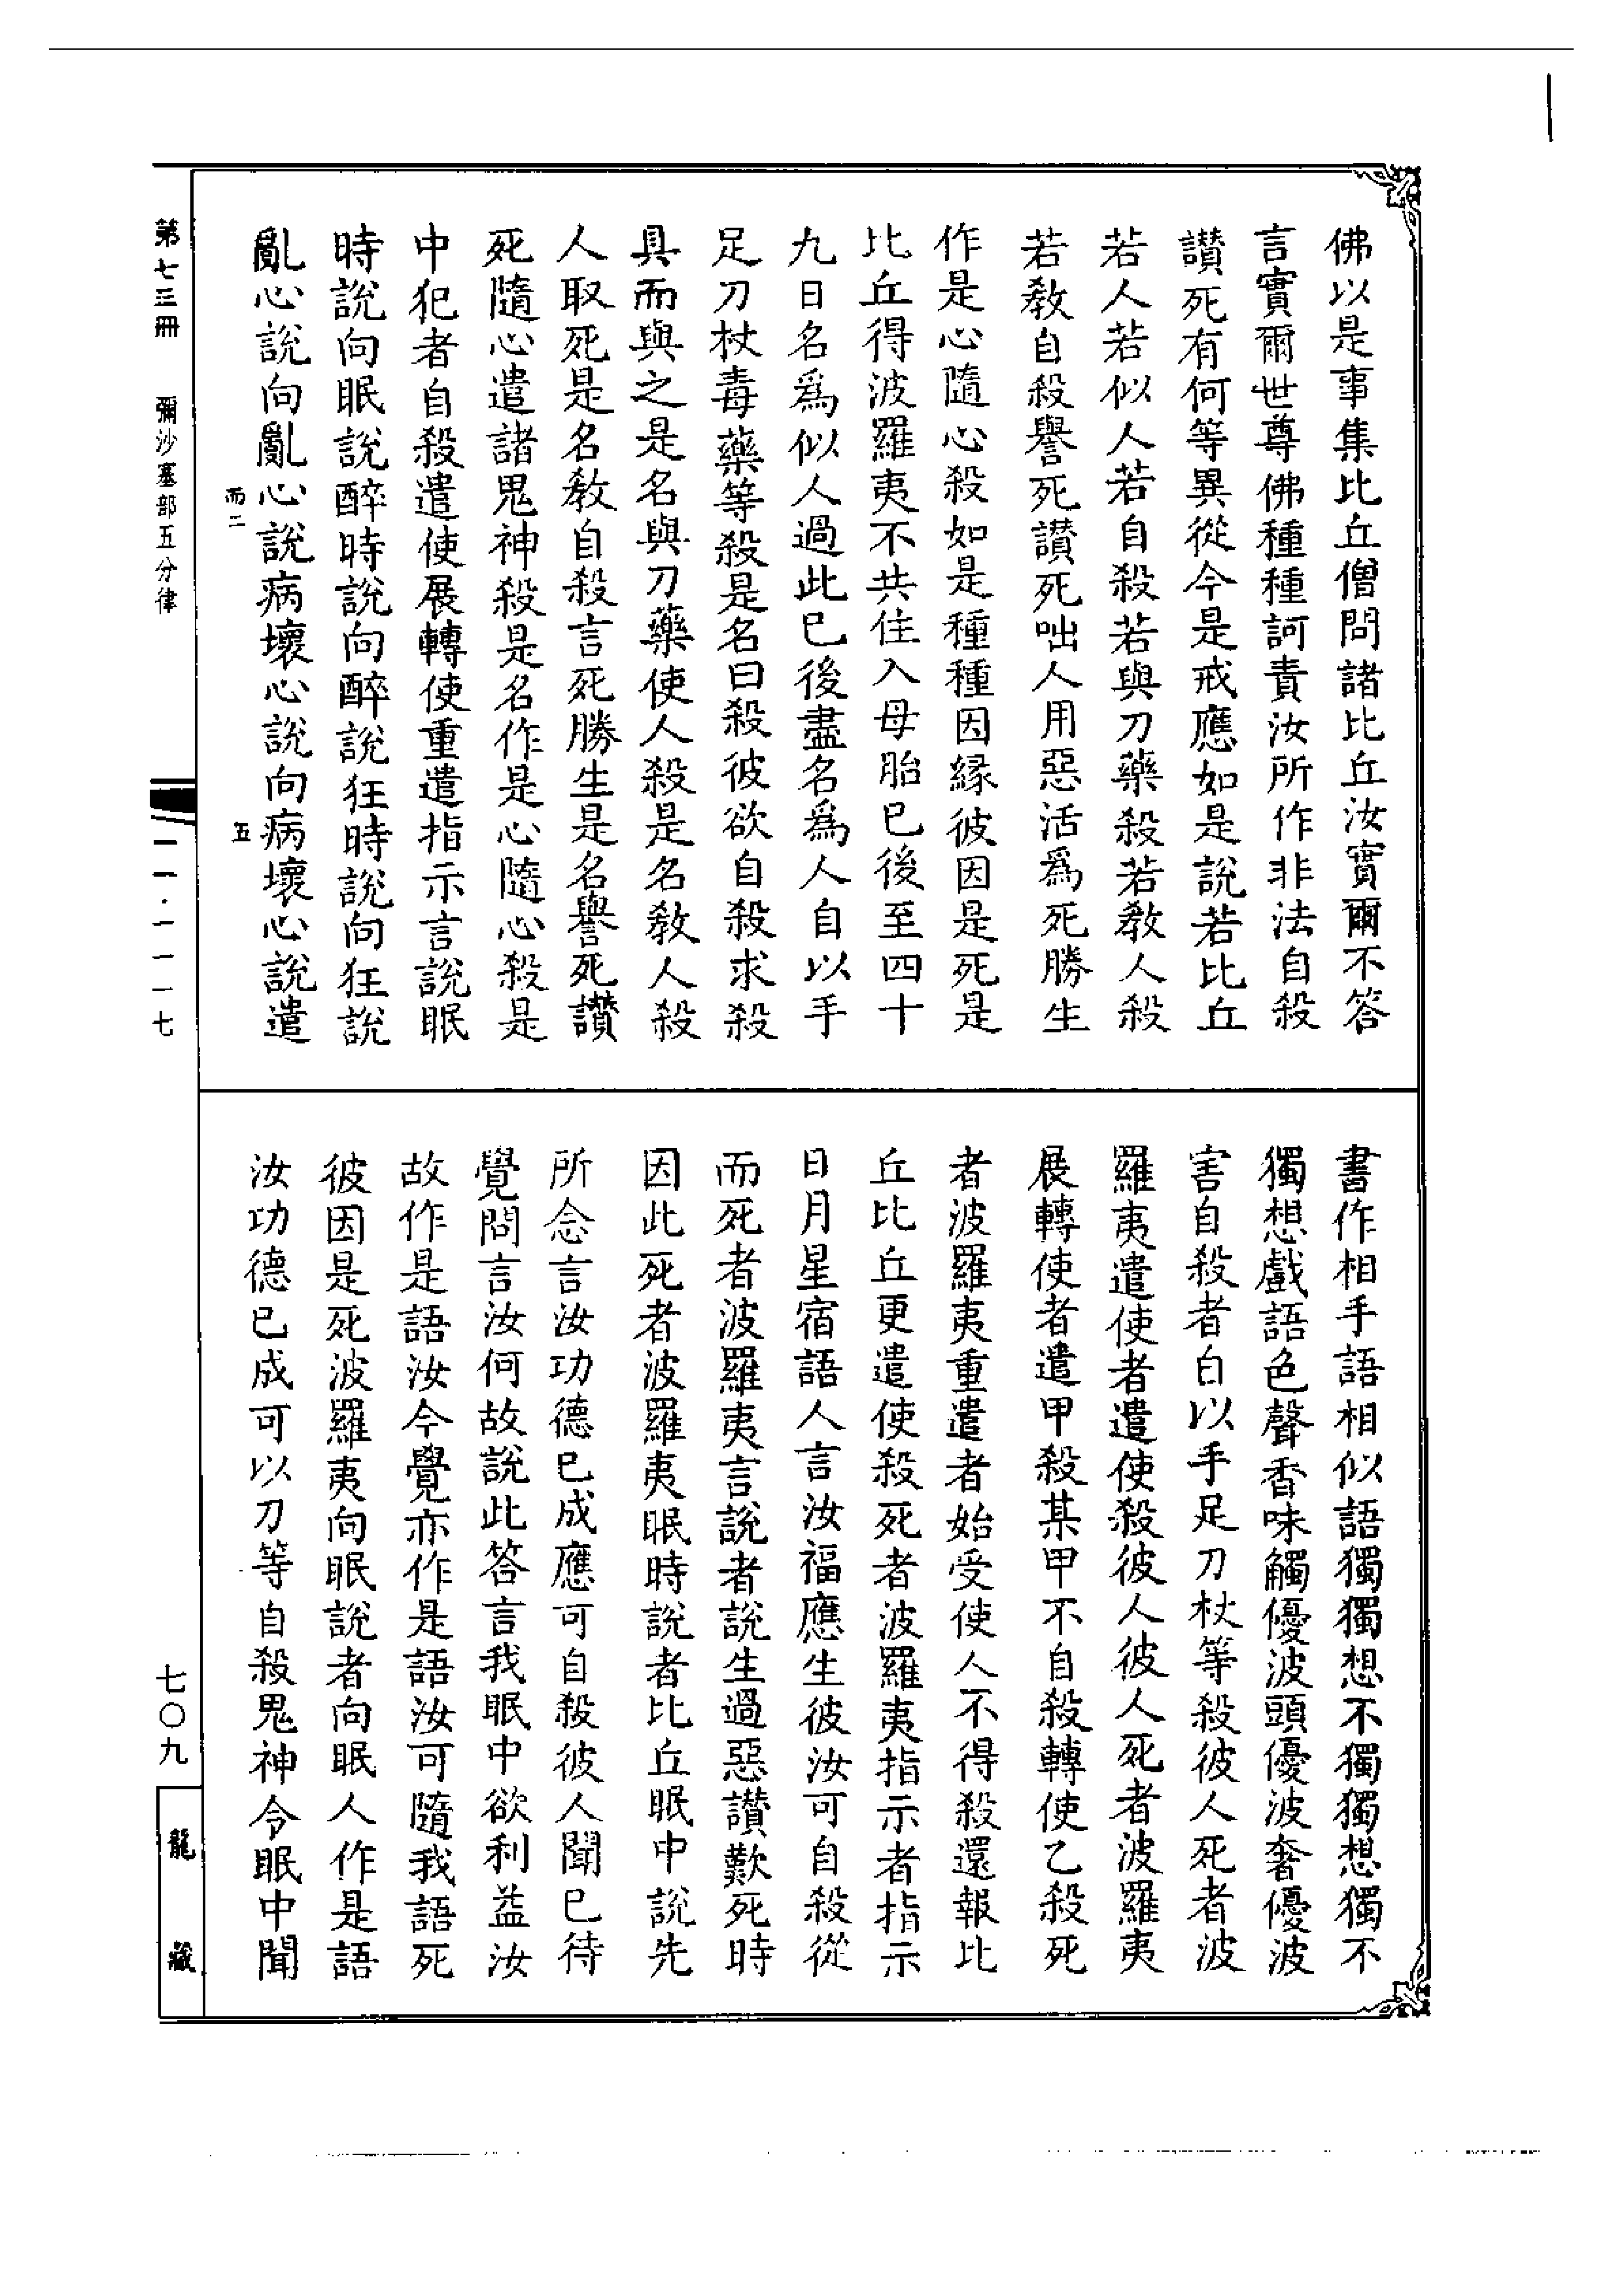 佛以是事集比丘僧問諸比丘汝實爾不答
言實爾世尊佛種種訶責汝所作非法自殺
讃死有何等異從今是戒應如是說若比丘
若人若似人若自殺若與刀藥殺若教人殺
若教自殺譽死讃死咄人用惡活爲死勝生
作是心隨心殺如是種種因緣彼因是死是
比丘得波羅夷不共住入母胎已後至四十
九日名爲似人過此已後盡名爲人自以手
足刀杖毒藥等殺是名曰殺彼欲自殺求殺
具而與之是名與刀藥使人殺是名教人殺
人取死是名教自殺言死勝生是名譽死讃
死隨心遣諸鬼神殺是名作是心隨心殺是
中犯者自殺遣使展轉使重遣指示言說眠
時說向眠說醉時說向醉說狂時說向狂說
亂心說向亂心說病壞心說向病壞心說遣
書作相手語相似語獨獨想不獨獨想獨不
獨想戲語色聲香味觸優波頭優波奢優波
害自殺者自以手足刀杖等殺彼人死者波
羅夷遣使者遣使殺彼人彼人死者波羅夷
展轉使者遣甲殺某甲不自殺轉使乙殺死
者波羅夷重遣者始受使人不得殺還報比
丘比丘更遣使殺死者波羅夷指示者指示
日月星宿語人言汝福應生彼汝可自殺從
而死者波羅夷言說者說生過惡讃歎死時
因此死者波羅夷眠時說者比丘眠中說先
所念言汝功德已成應可自殺彼人聞已待
覺問言汝何故說此答言我眠中欲利益汝
故作是語汝今覺亦作是語汝可隨我語死
彼因是死波羅夷向眠說者向眠人作是語
汝功德已成可以刀等自殺鬼神令眠中聞
第七三冊 彌沙塞部五分律
而二
五
二一·一一一七
七〇九
龍藏